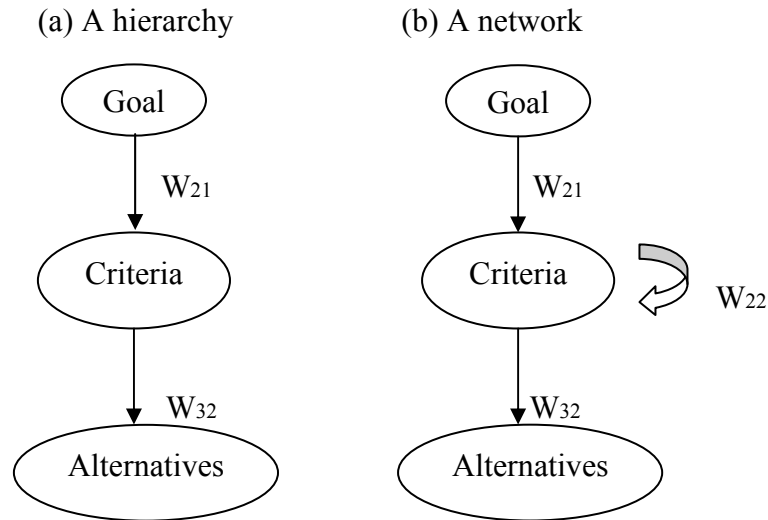 (a) A hierarchy
Goal
W21
Criteria
W32
Alternatives
(b) A network
Goal
W21
Criteria
W22
W32
Alternatives